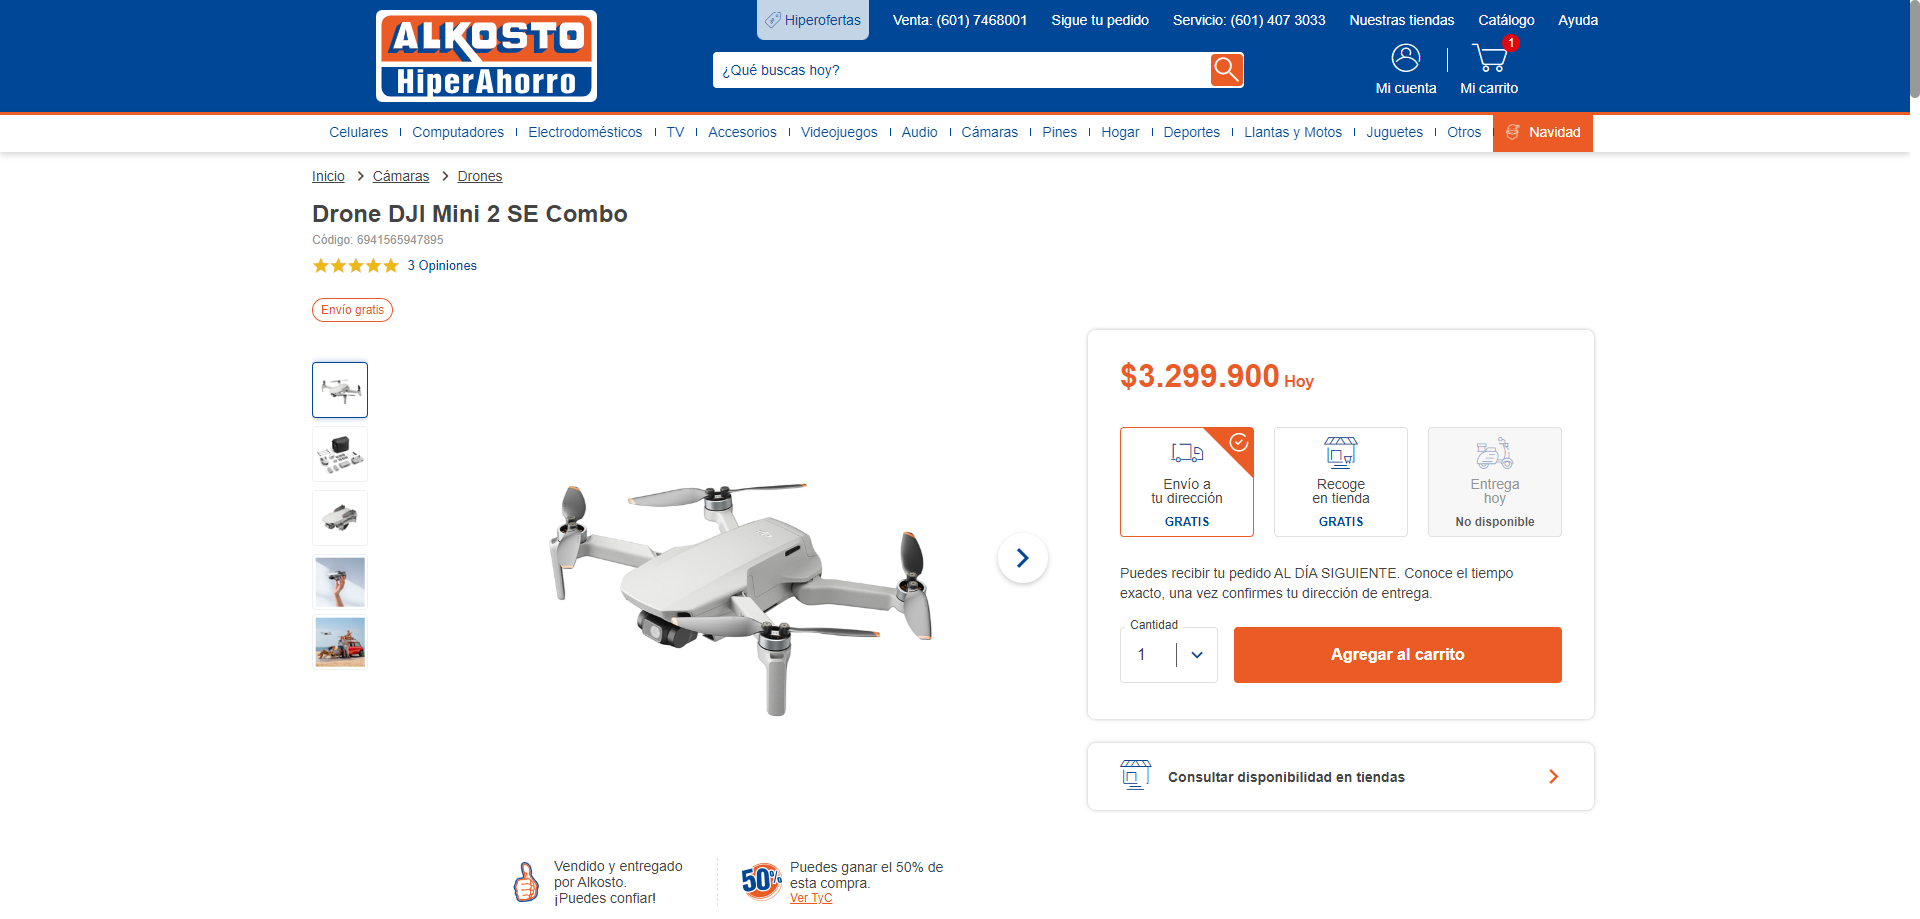 ALKOSTO
HiperAhorro
Hiperofertas
Venta: (601) 7468001
Sigue tu pedido
Servicio: (601) 407 3033
Nuestras tiendas
Catálogo
Ayuda
¿Qué buscas hoy?
1
Mi cuenta
Mi carrito
Celulares
Computadores
Electrodomésticos
TV
Accesorios
Videojuegos
Audio
Cámaras
Pines
Hogar
Deportes
Llantas y Motos
Juguetes
Otros
Navidad
Inicio
Cámaras
Drones
Drone DJI Mini 2 SE Combo
Código: 6941565947895
3 Opiniones
Envío gratis
$3.299.900 Hoy
Envío a
tu dirección
GRATIS
Recoge
en tienda
GRATIS
Entrega
hoy
No disponible
Puedes recibir tu pedido AL DÍA SIGUIENTE. Conoce el tiempo
exacto, una vez confirmes tu dirección de entrega.
Cantidad
1
Agregar al carrito
Consultar disponibilidad en tiendas
Vendido y entregado
por Alkosto.
¡Puedes confiar!
50%
Puedes ganar el 50% de
esta compra.
Ver TyC